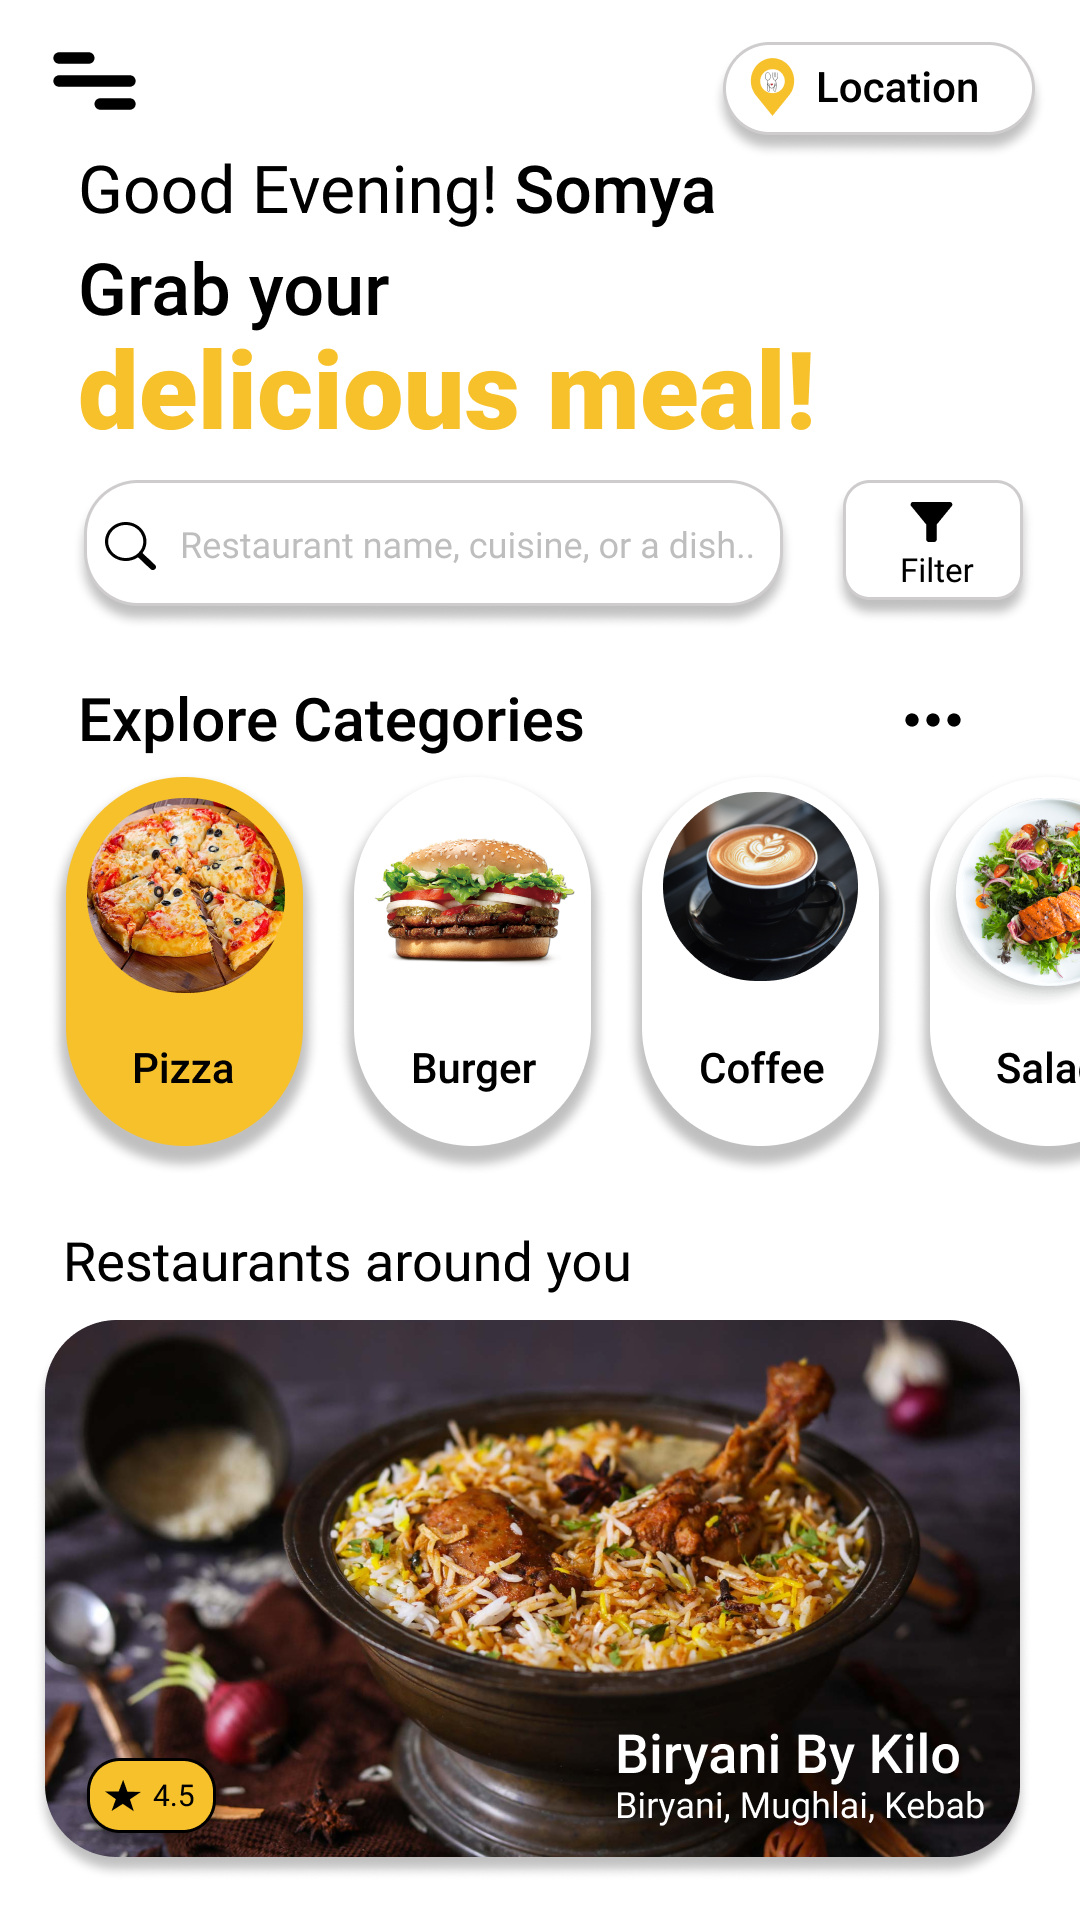 Location
Good Evening! Somya
Grab your
delicious meal!
Restaurant name, cuisine, or a dish..
Filter
Explore Categories
Pizza
Burger
Coffee
Sala
Restaurants around you
Biryani By Kilo
Biryani, Mughlai, Kebab
4.5